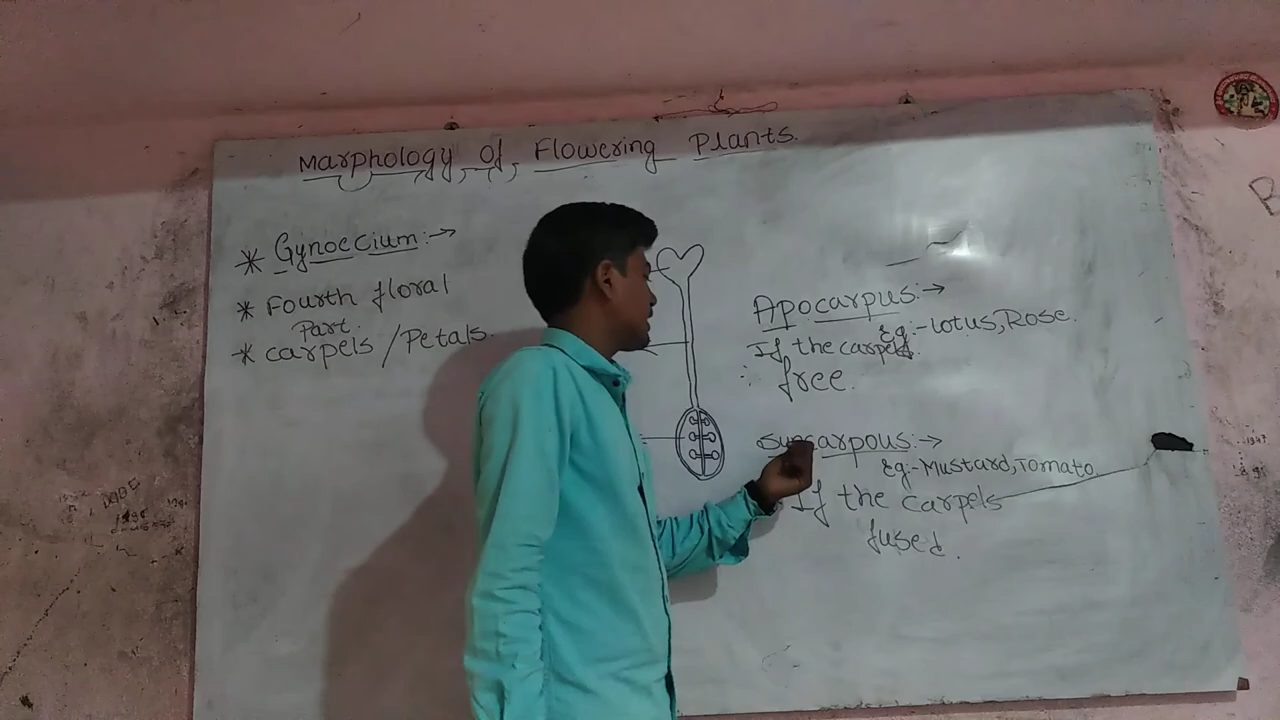 Marphology of Flowering Plants.
* Gynoecium:→
* Fourth floral
Part.
* Carpels / Petals.
Apocarpus:→
Eg:- Lotus, Rose.
If the carpels
∴ free.
Syncarpous:→
Eg:- Mustard, Tomato
If the carpels
fused.